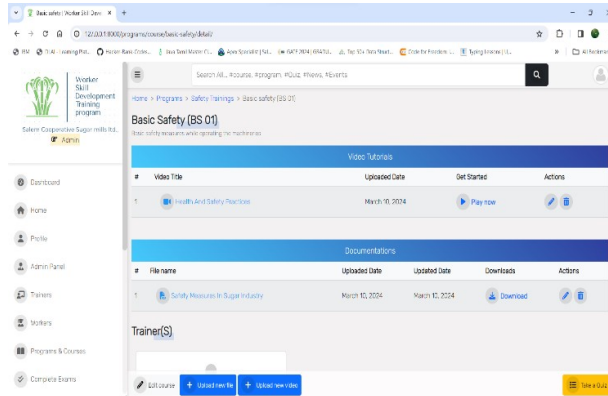 Basic safety | Worker Skill Deve
127.0.0.1:8000/programs/course/basic-safety/detail/
All Bookmar
Worker
Skill
Development
Training
program
Salem Cooperative Sugar mills ltd.
Admin
Dashboard
Home
Profile
Admin Panel
Trainers
Workers
Programs & Courses
Complete Exams
Search All.. #course, #program, #Quiz, #News, #Events
Home > Programs > Safety Trainings > Basic safety (BS 01)
Basic Safety (BS 01)
Basic safety measures while operating the machineries
Video Tutorials
# Video Title Uploaded Date Get Started Actions
1 Health And Safety Practices March 10, 2024 Play now
Documentations
# File name Uploaded Date Updated Date Downloads Actions
1 Safety Measures In Sugar Industry March 10, 2024 March 10, 2024 Download
Trainer(S)
Edit course + Upload new file + Upload new video Take a Quiz